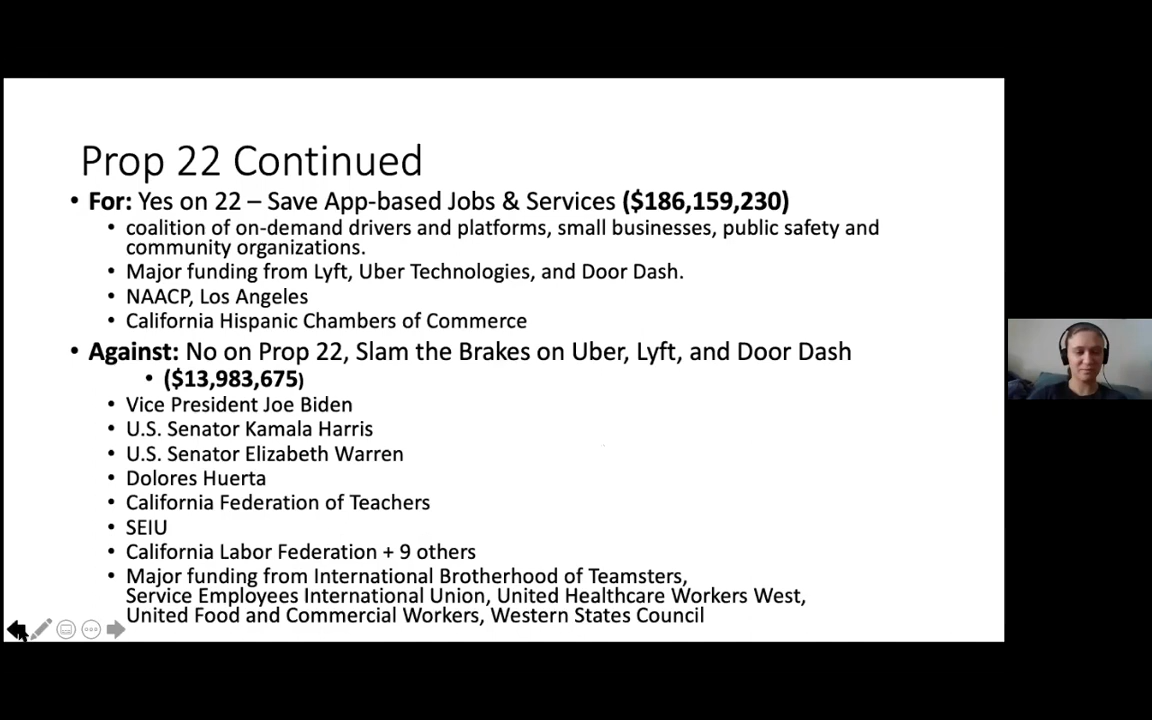 Prop 22 Continued
• For: Yes on 22 – Save App-based Jobs & Services ($186,159,230)
• coalition of on-demand drivers and platforms, small businesses, public safety and
community organizations.
• Major funding from Lyft, Uber Technologies, and Door Dash.
• NAACP, Los Angeles
• California Hispanic Chambers of Commerce
• Against: No on Prop 22, Slam the Brakes on Uber, Lyft, and Door Dash
• ($13,983,675)
• Vice President Joe Biden
• U.S. Senator Kamala Harris
• U.S. Senator Elizabeth Warren
• Dolores Huerta
• California Federation of Teachers
• SEIU
• California Labor Federation + 9 others
• Major funding from International Brotherhood of Teamsters,
Service Employees International Union, United Healthcare Workers West,
United Food and Commercial Workers, Western States Council